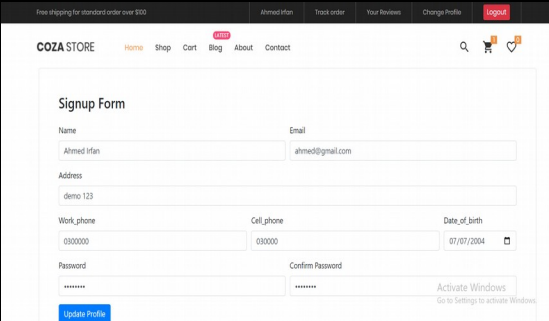 Free shipping for standard order over $100 Ahmed Irfan Track order Your Reviews Change Profile Logout
LATEST
COZA STORE Home Shop Cart Blog About Contact 1 0
Signup Form
Name Email
Ahmed Irfan ahmed@gmail.com
Address
demo 123
Work_phone Cell_phone Date_of_birth
0300000 030000 07/07/2004
Password Confirm Password
•••••••• ••••••••
Activate Windows
Go to Settings to activate Windows.
Update Profile